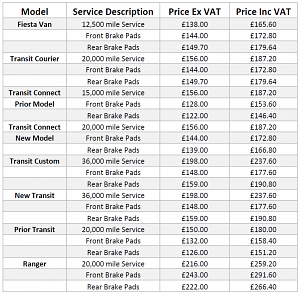 Model Service Description Price Ex VAT Price Inc VAT
Fiesta Van 12,500 mile Service £138.00 £165.60
Front Brake Pads £144.00 £172.80
Rear Brake Pads £149.70 £179.64
Transit Courier 20,000 mile Service £156.00 £187.20
Front Brake Pads £144.00 £172.80
Rear Brake Pads £149.70 £179.64
Transit Connect 15,000 mile Service £156.00 £187.20
Prior Model Front Brake Pads £128.00 £153.60
Rear Brake Pads £122.00 £146.40
Transit Connect 20,000 mile Service £156.00 £187.20
New Model Front Brake Pads £144.00 £172.80
Rear Brake Pads £139.00 £166.80
Transit Custom 36,000 mile Service £198.00 £237.60
Front Brake Pads £148.00 £177.60
Rear Brake Pads £159.00 £190.80
New Transit 36,000 mile Service £198.00 £237.60
Front Brake Pads £148.00 £177.60
Rear Brake Pads £159.00 £190.80
Prior Transit 20,000 mile Service £150.00 £180.00
Front Brake Pads £132.00 £158.40
Rear Brake Pads £126.00 £151.20
Ranger 20,000 mile Service £216.00 £259.20
Front Brake Pads £243.00 £291.60
Rear Brake Pads £222.00 £266.40